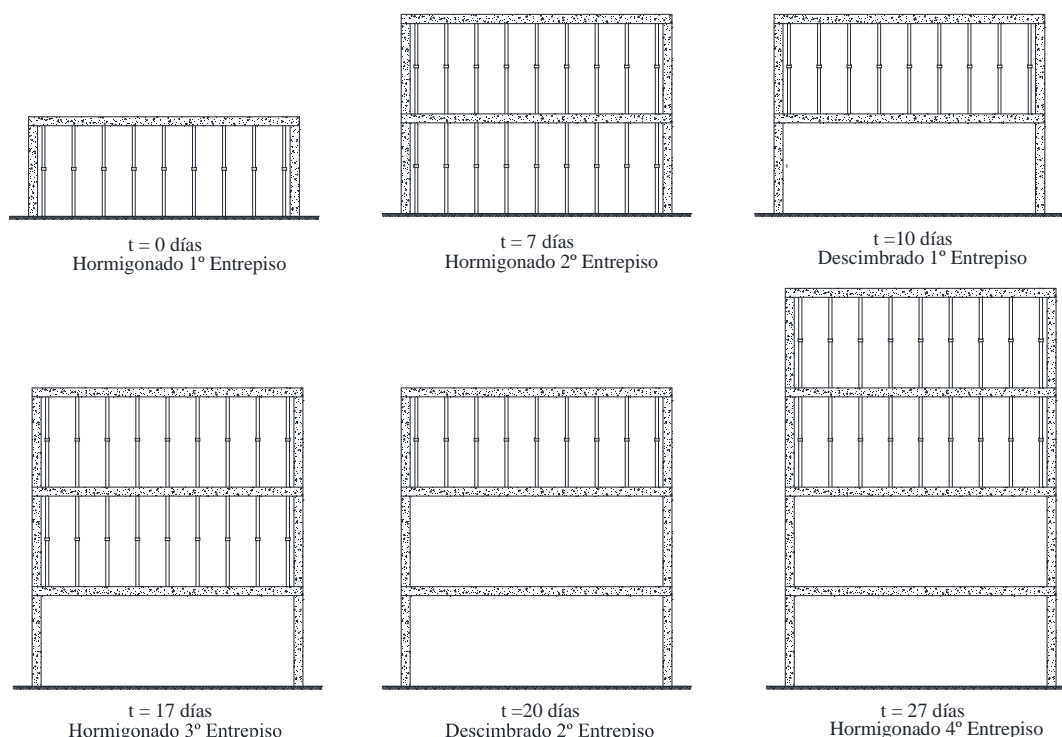 t = 0 días
Hormigonado 1º Entrepiso
t = 7 días
Hormigonado 2º Entrepiso
t =10 días
Descimbrado 1º Entrepiso
t = 17 días
Hormigonado 3º Entrepiso
t =20 días
Descimbrado 2º Entrepiso
t = 27 días
Hormigonado 4º Entrepiso